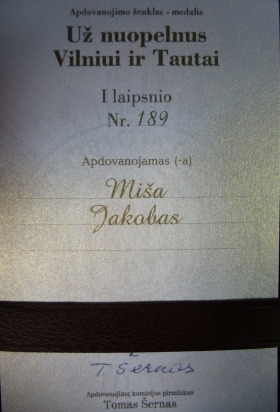 Apdovanojimo ženklas - medalis
Už nuopelnus
Vilniui ir Tautai
I laipsnio
Nr. 189
Apdovanojamas (-a)
Miša
Jakobas
T Šernas
Apdovanojimų komisijos pirmininkas
Tomas Šernas